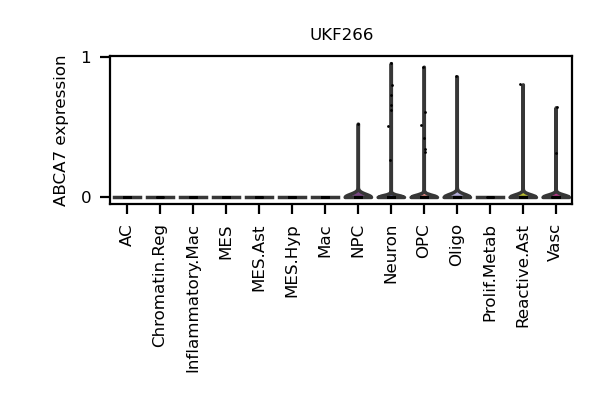 UKF266
ABCA7 expression
1
0
AC
Chromatin.Reg
Inflammatory.Mac
MES
MES.Ast
MES.Hyp
Mac
NPC
Neuron
OPC
Oligo
Prolif.Metab
Reactive.Ast
Vasc